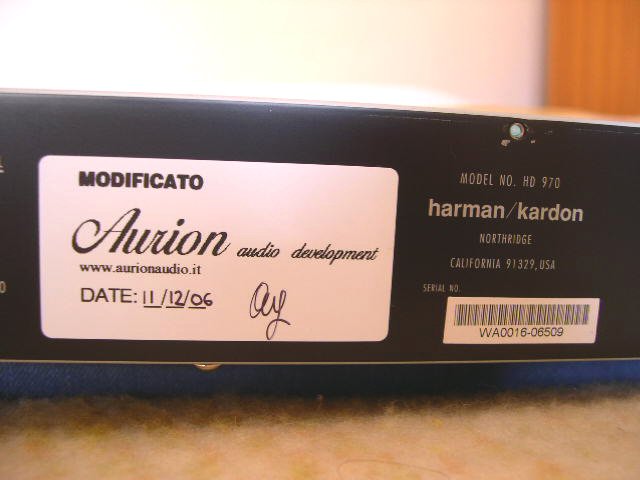 MODIFICATO
Aurion audio development
www.aurionaudio.it
DATE: 11/12/06
MODEL NO. HD 970
harman/kardon
NORTHRIDGE
CALIFORNIA 91329, USA
SERIAL NO.
WA0016-06509